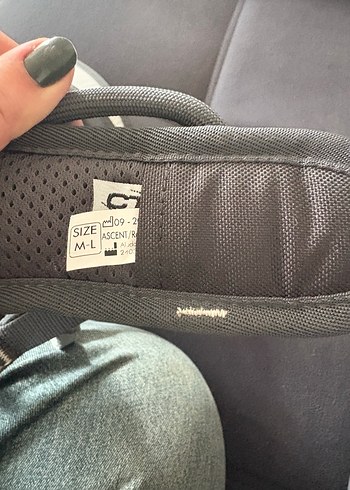 CT
SIZE
M-L
09 - 2
ASCENT/R